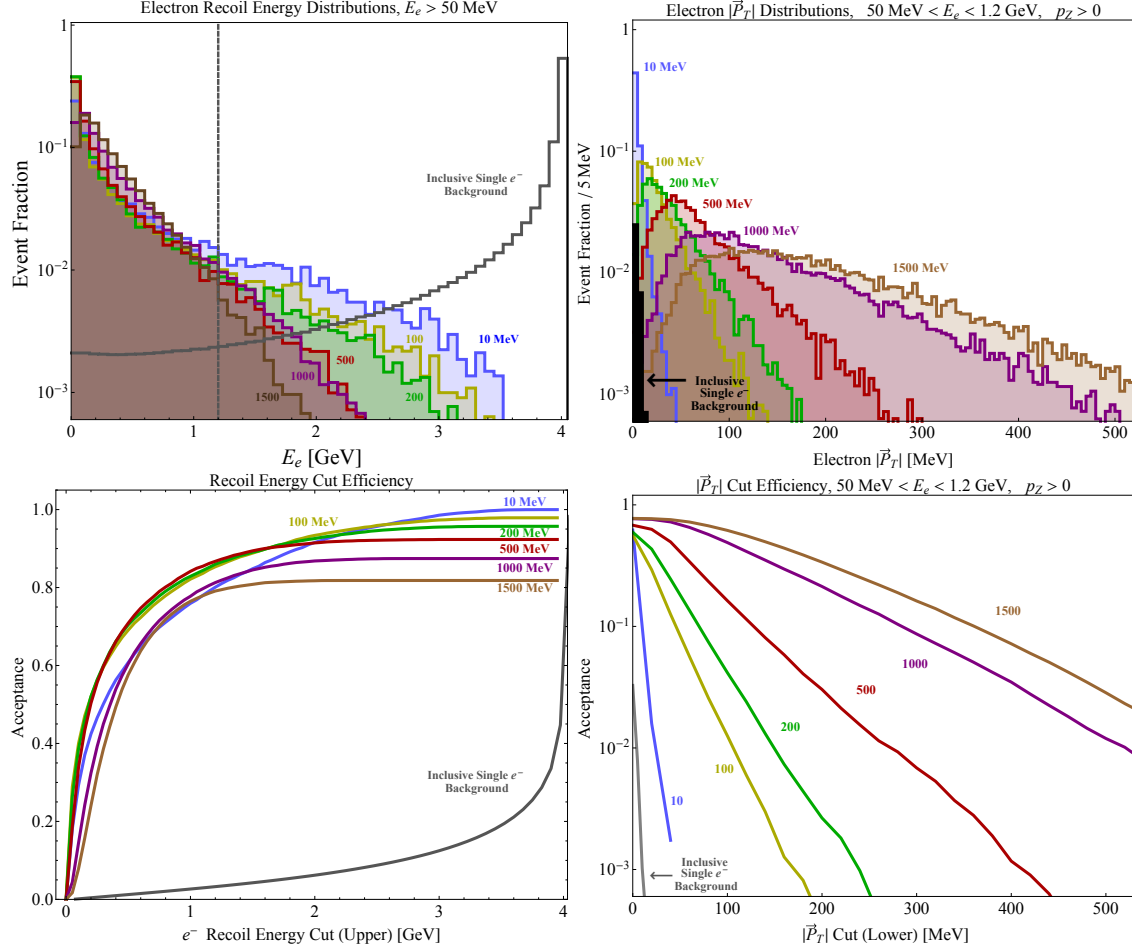 Electron Recoil Energy Distributions, E_e > 50 MeV
1
10^{-1}
10^{-2}
10^{-3}
Event Fraction
Inclusive Single e^-
Background
100
10 MeV
500
1000
200
1500
0
1
2
3
4
E_e [GeV]
Electron |\vec{P}_T| Distributions, 50 MeV < E_e < 1.2 GeV, p_Z > 0
1
10^{-1}
10^{-2}
10^{-3}
Event Fraction / 5 MeV
10 MeV
100 MeV
200 MeV
500 MeV
1000 MeV
1500 MeV
← Inclusive
Single e^-
Background
0
100
200
300
400
500
Electron |\vec{P}_T| [MeV]
Recoil Energy Cut Efficiency
1.0
0.8
0.6
0.4
0.2
0.0
Acceptance
10 MeV
100 MeV
200 MeV
500 MeV
1000 MeV
1500 MeV
Inclusive Single e^-
Background
0
1
2
3
4
e^- Recoil Energy Cut (Upper) [GeV]
|\vec{P}_T| Cut Efficiency, 50 MeV < E_e < 1.2 GeV, p_Z > 0
1
10^{-1}
10^{-2}
10^{-3}
Acceptance
1500
1000
500
200
100
10
← Inclusive
Single e^-
Background
0
100
200
300
400
500
|\vec{P}_T| Cut (Lower) [MeV]